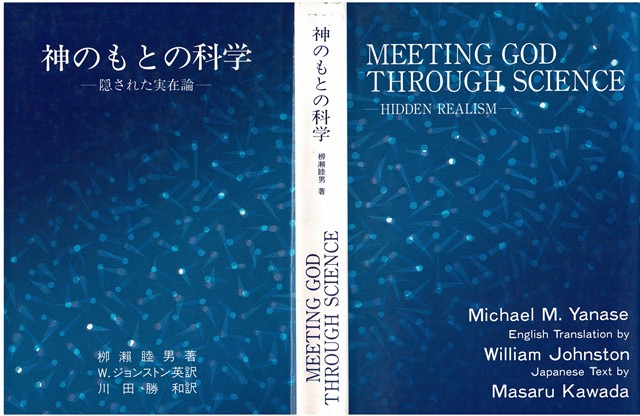 神のもとの科学
—隠された実在論—
柳瀬睦男著
W.ジョンストン英訳
川田勝和訳
神のもとの科学
柳瀬睦男 著
MEETING GOD
THROUGH SCIENCE
MEETING GOD
THROUGH SCIENCE
—HIDDEN REALISM—
Michael M. Yanase
English Translation by
William Johnston
Japanese Text by
Masaru Kawada